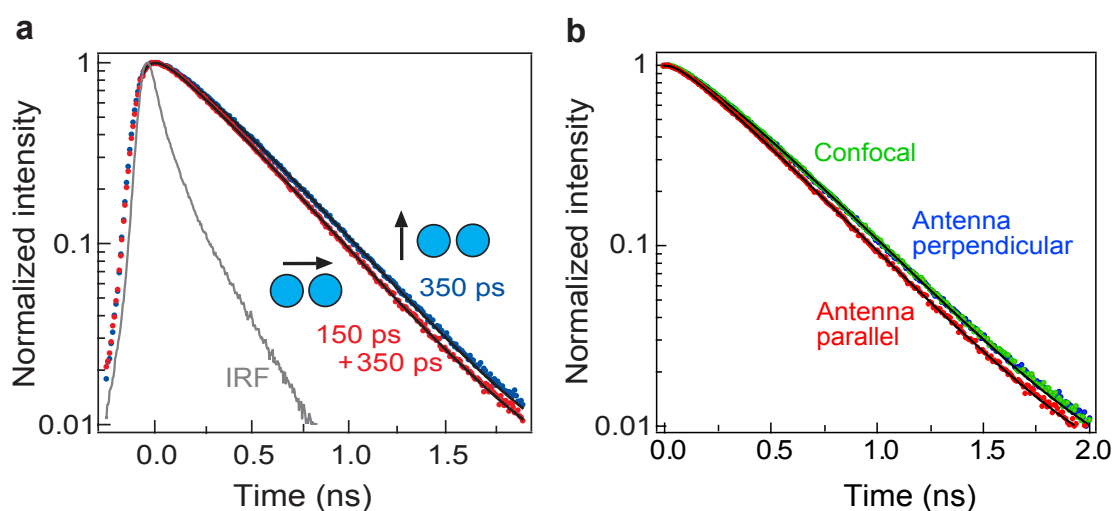 a
Normalized intensity
1
0.1
0.01
350 ps
150 ps
+350 ps
IRF
0.0
0.5
1.0
1.5
Time (ns)
b
Normalized intensity
1
0.1
0.01
Confocal
Antenna
perpendicular
Antenna
parallel
0.0
0.5
1.0
1.5
2.0
Time (ns)